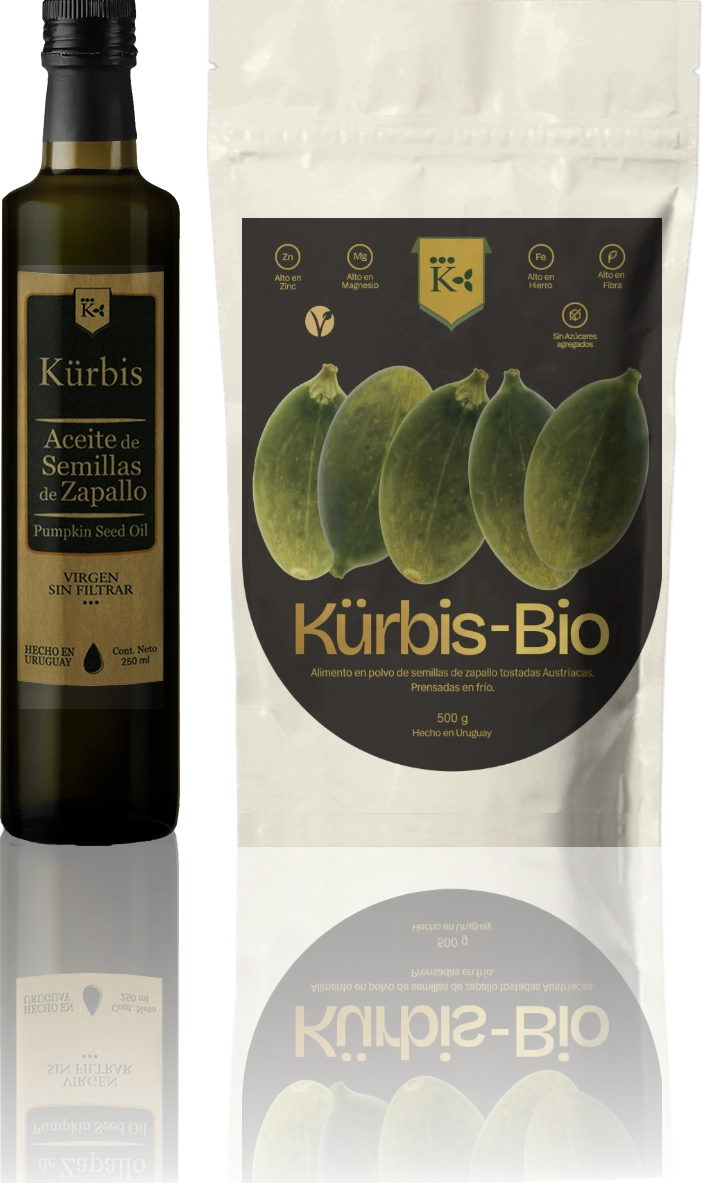 K
Kürbis
Aceite de
Semillas
de Zapallo
Pumpkin Seed Oil
VIRGEN
SIN FILTRAR
HECHO EN
URUGUAY
Cont. Neto
250 ml
Zn
Alto en
Zinc
Mg
Alto en
Magnesio
K
Fe
Alto en
Hierro
Alto en
Fibra
V
Sin Azúcares
agregados
Kürbis-Bio
Alimento en polvo de semillas de zapallo tostadas Austríacas.
Prensadas en frío.
500 g
Hecho en Uruguay